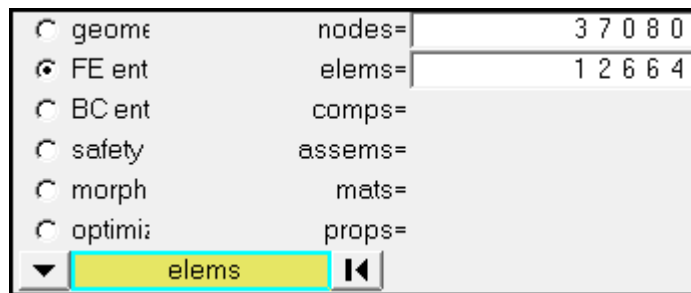 geome nodes= 37080
FE ent elems= 12664
BC ent comps=
safety assems=
morph mats=
optimiz props=
elems